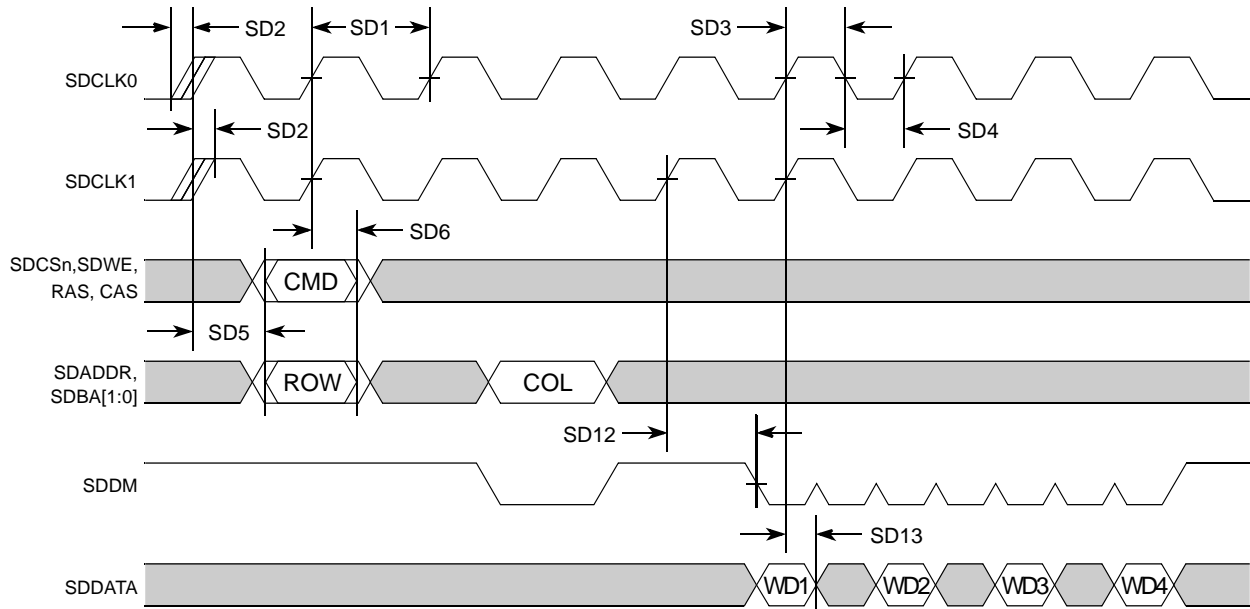 SD2
SD1
SD3
SDCLK0
SD2
SD4
SDCLK1
SD6
SDCSn,SDWE,
RAS, CAS
CMD
SD5
SDADDR,
SDBA[1:0]
ROW
COL
SD12
SDDM
SD13
SDDATA
WD1
WD2
WD3
WD4